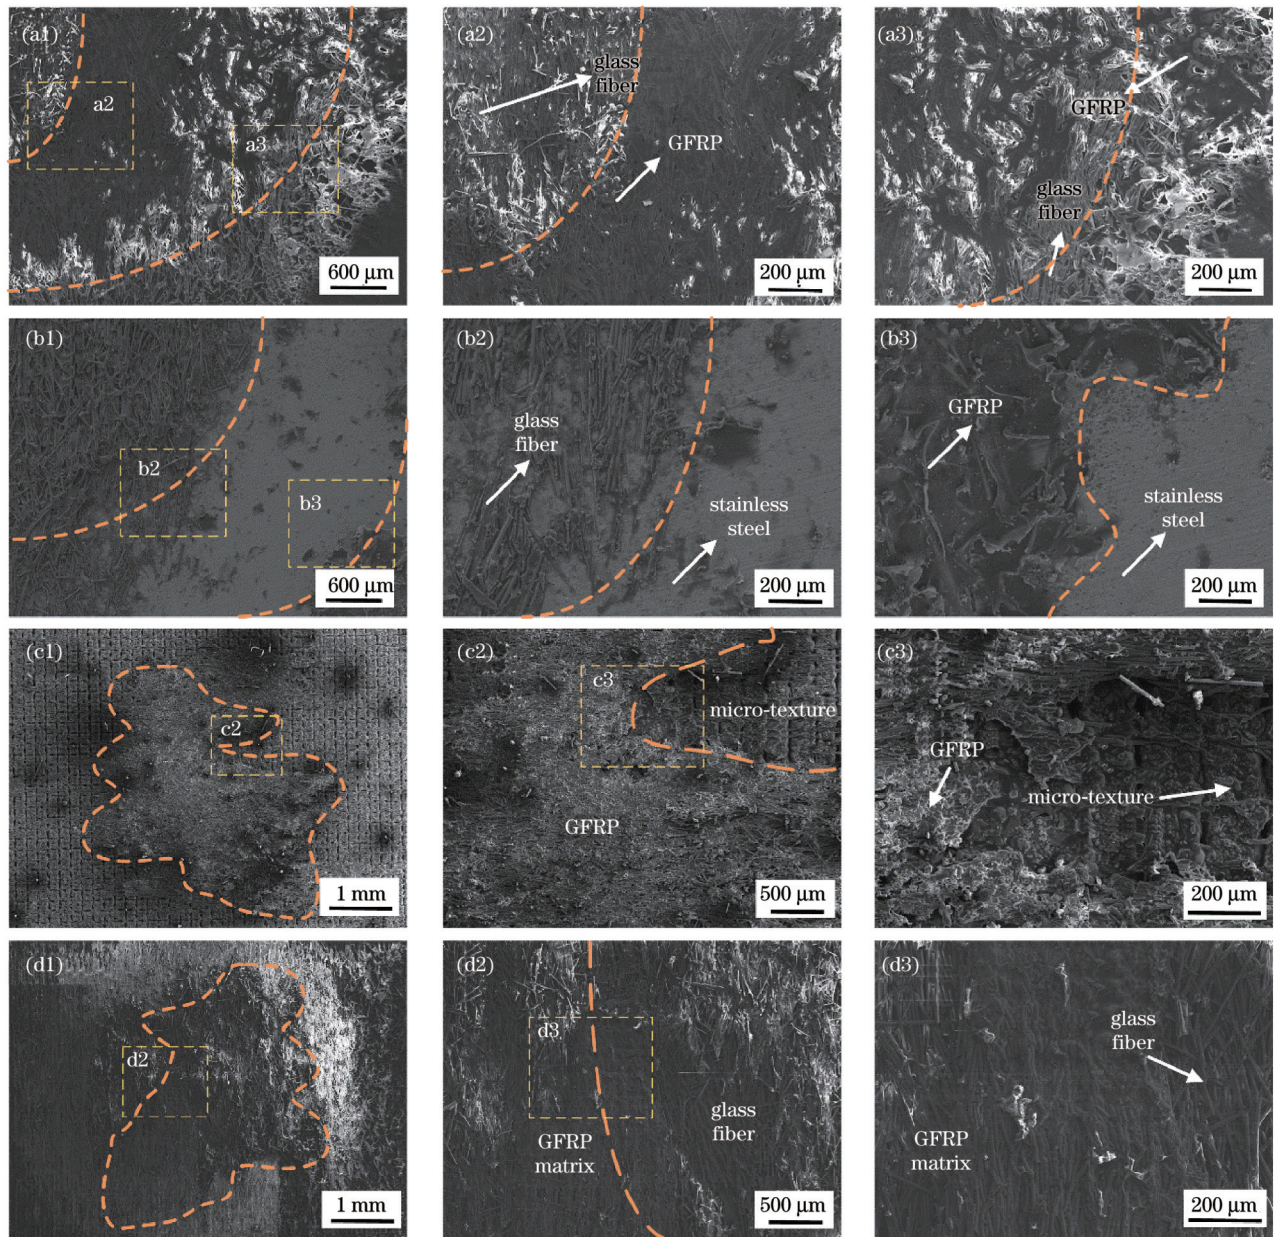 (a1)
a2
a3
600 μm
(a2)
glass
fiber
GFRP
200 μm
(a3)
GFRP
glass
fiber
200 μm
(b1)
b2
b3
600 μm
(b2)
glass
fiber
stainless
steel
200 μm
(b3)
GFRP
stainless
steel
200 μm
(c1)
c2
1 mm
(c2)
c3
micro-texture
GFRP
500 μm
(c3)
GFRP
micro-texture
200 μm
(d1)
d2
1 mm
(d2)
d3
glass
fiber
GFRP
matrix
500 μm
(d3)
glass
fiber
GFRP
matrix
200 μm